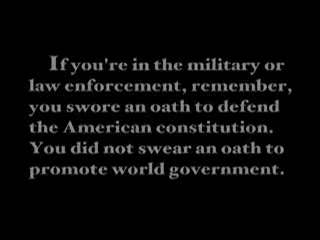 If you're in the military or
law enforcement, remember,
you swore an oath to defend
the American constitution.
You did not swear an oath to
promote world government.